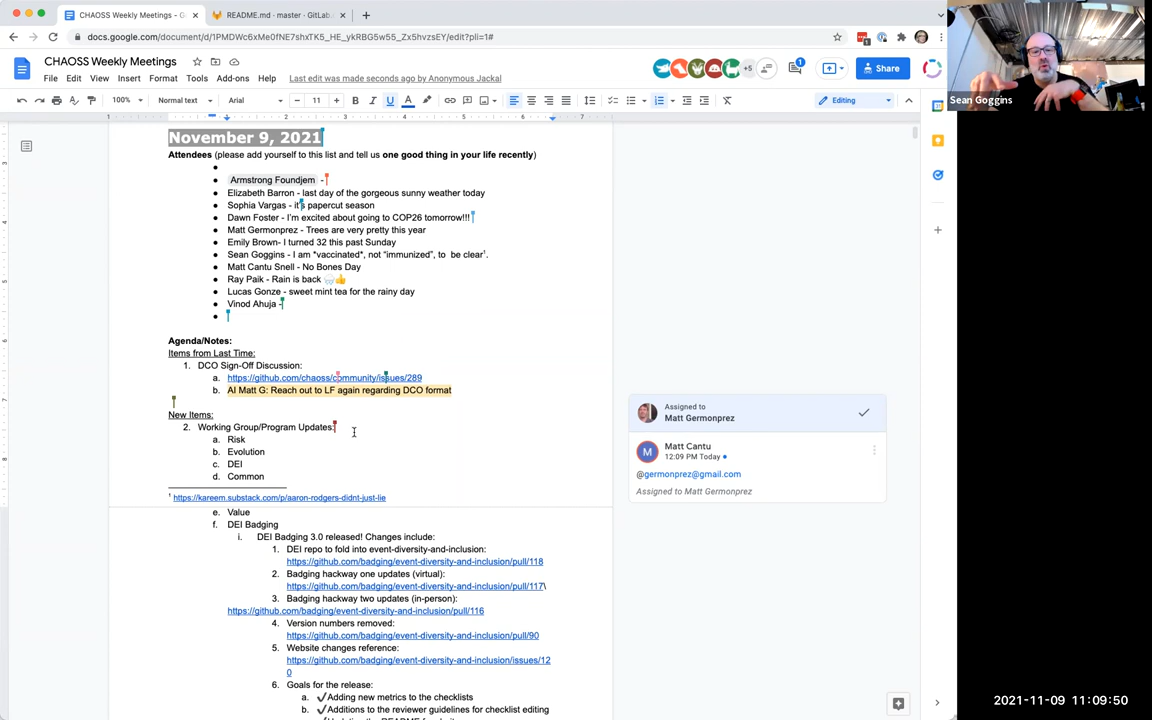 CHAOSS Weekly Meetings - G
README.md · master · GitLab
docs.google.com/document/d/1PMDWc6xMe0fNE7shxTK5_HE_ykRBG5w55_Zx5hvzsEY/edit?pli=1#
CHAOSS Weekly Meetings
File Edit View Insert Format Tools Add-ons Help Last edit was made seconds ago by Anonymous Jackal
+5
1
Share
100% Normal text Arial 11 Editing
Sean Goggins
November 9, 2021
Attendees (please add yourself to this list and tell us one good thing in your life recently)
Armstrong Foundjem -
Elizabeth Barron - last day of the gorgeous sunny weather today
Sophia Vargas - it's papercut season
Dawn Foster - I'm excited about going to COP26 tomorrow!!!
Matt Germonprez - Trees are very pretty this year
Emily Brown- I turned 32 this past Sunday
Sean Goggins - I am *vaccinated*, not "immunized", to be clear¹.
Matt Cantu Snell - No Bones Day
Ray Paik - Rain is back 🌧️👍
Lucas Gonze - sweet mint tea for the rainy day
Vinod Ahuja -
Agenda/Notes:
Items from Last Time:
1. DCO Sign-Off Discussion:
a. https://github.com/chaoss/community/issues/289
b. AI Matt G: Reach out to LF again regarding DCO format
New Items:
2. Working Group/Program Updates:
a. Risk
b. Evolution
c. DEI
d. Common
¹ https://kareem.substack.com/p/aaron-rodgers-didnt-just-lie
e. Value
f. DEI Badging
i. DEI Badging 3.0 released! Changes include:
1. DEI repo to fold into event-diversity-and-inclusion:
https://github.com/badging/event-diversity-and-inclusion/pull/118
2. Badging hackway one updates (virtual):
https://github.com/badging/event-diversity-and-inclusion/pull/117\
3. Badging hackway two updates (in-person):
https://github.com/badging/event-diversity-and-inclusion/pull/116
4. Version numbers removed:
https://github.com/badging/event-diversity-and-inclusion/pull/90
5. Website changes reference:
https://github.com/badging/event-diversity-and-inclusion/issues/12
0
6. Goals for the release:
a. ✓Adding new metrics to the checklists
b. ✓Additions to the reviewer guidelines for checklist editing
Assigned to
Matt Germonprez
M
Matt Cantu
12:09 PM Today
@germonprez@gmail.com
Assigned to Matt Germonprez
2021-11-09 11:09:50